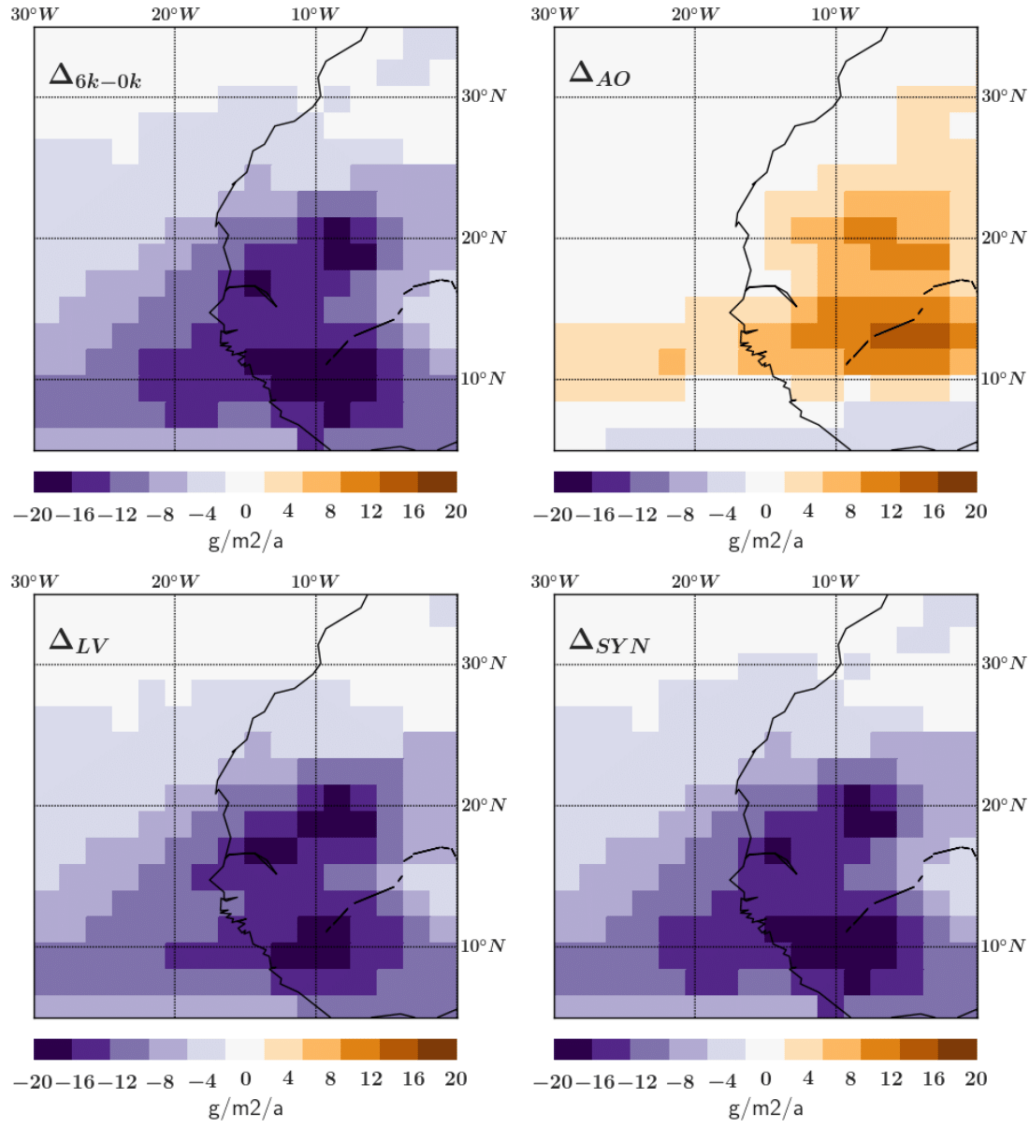 30°W 20°W 10°W 30°W 20°W 10°W
Δ6k−0k ΔAO
30°N 30°N
20°N 20°N
10°N 10°N
−20 −16 −12 −8 −4 0 4 8 12 16 20 −20 −16 −12 −8 −4 0 4 8 12 16 20
g/m2/a g/m2/a
30°W 20°W 10°W 30°W 20°W 10°W
ΔLV ΔSYN
30°N 30°N
20°N 20°N
10°N 10°N
−20 −16 −12 −8 −4 0 4 8 12 16 20 −20 −16 −12 −8 −4 0 4 8 12 16 20
g/m2/a g/m2/a